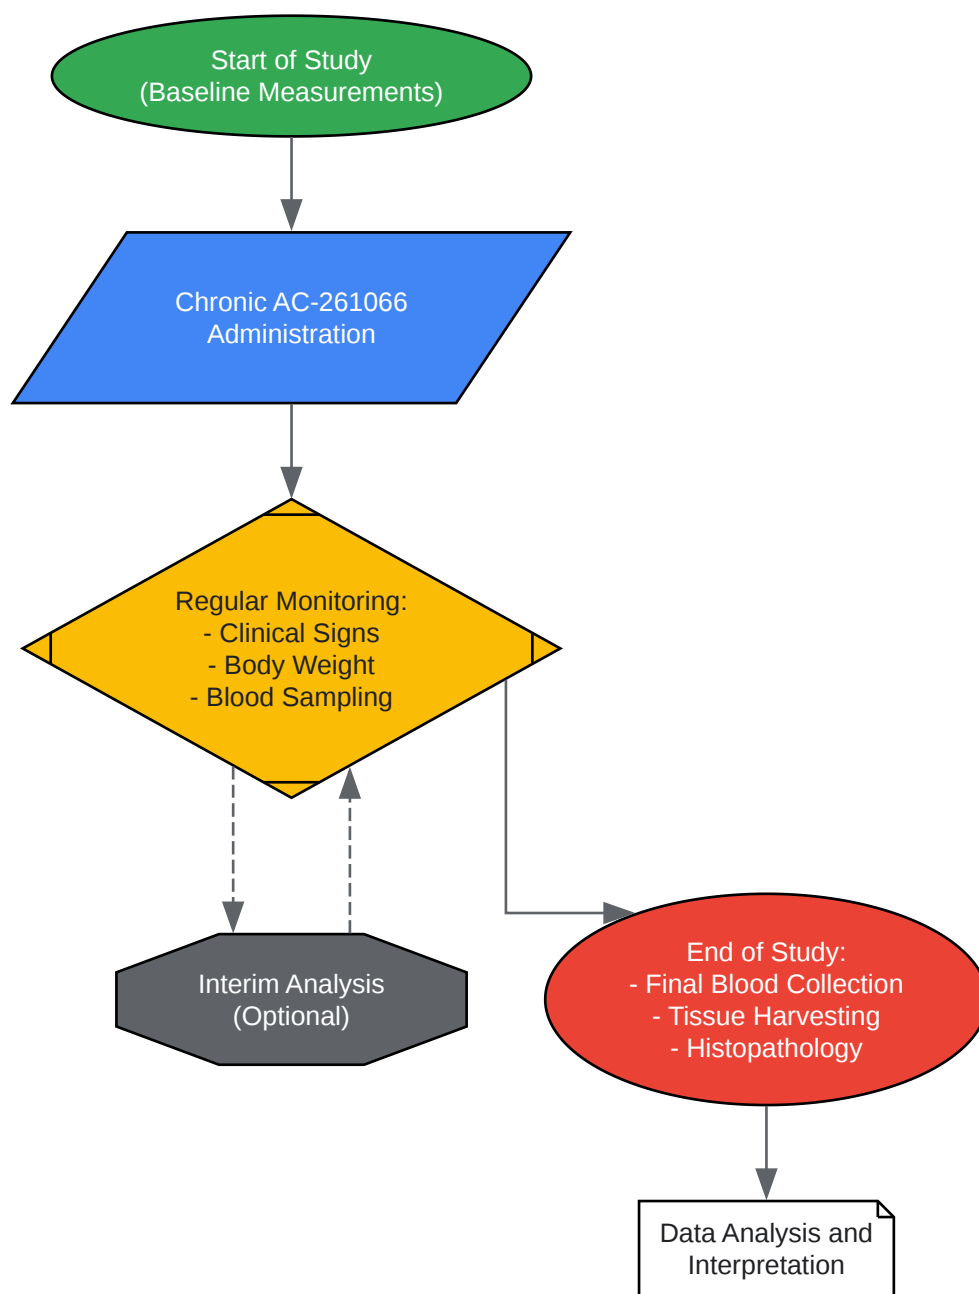 Start of Study
(Baseline Measurements)
Chronic AC-261066
Administration
Regular Monitoring:
- Clinical Signs
- Body Weight
- Blood Sampling
Interim Analysis
(Optional)
End of Study:
- Final Blood Collection
- Tissue Harvesting
- Histopathology
Data Analysis and
Interpretation